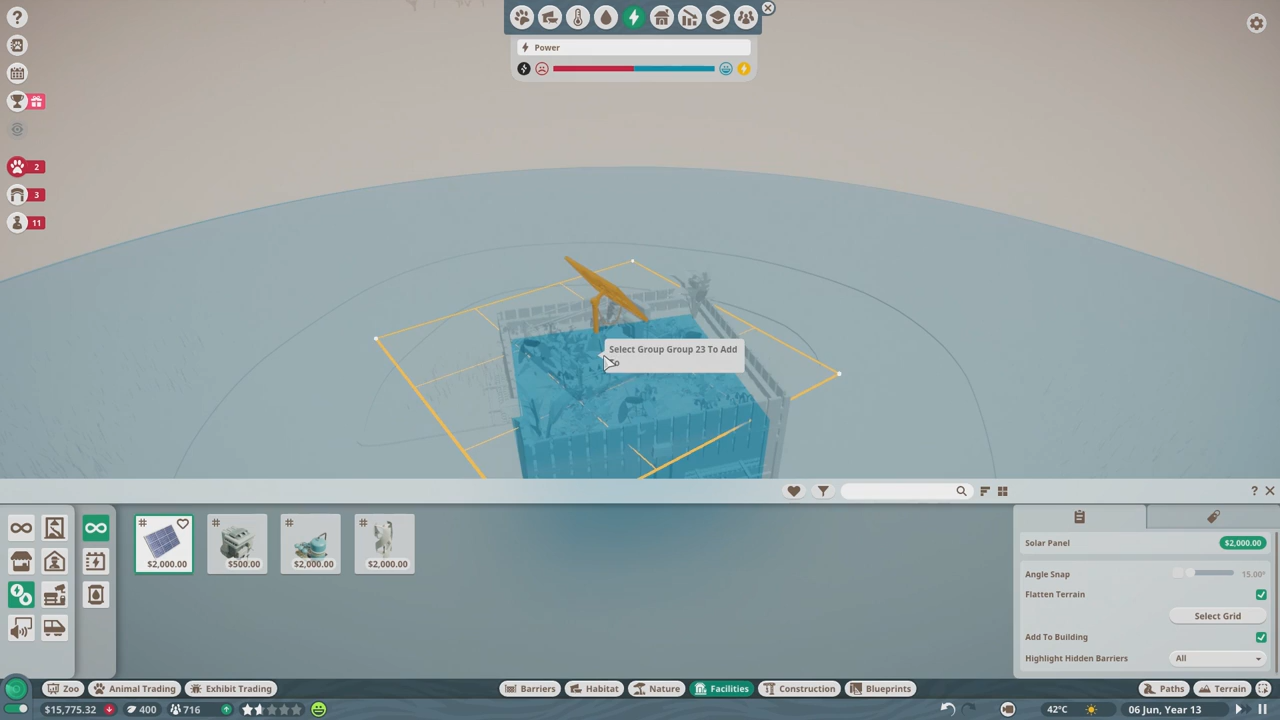 ?
Power
2
3
11
Select Group Group 23 To Add
To
?
# $2,000.00
# $500.00
# $2,000.00
# $2,000.00
Solar Panel $2,000.00
Angle Snap 15.00°
Flatten Terrain
Select Grid
Add To Building
Highlight Hidden Barriers All
Zoo Animal Trading Exhibit Trading Barriers Habitat Nature Facilities Construction Blueprints Paths Terrain
$15,775.32 400 716 42°C 06 Jun, Year 13